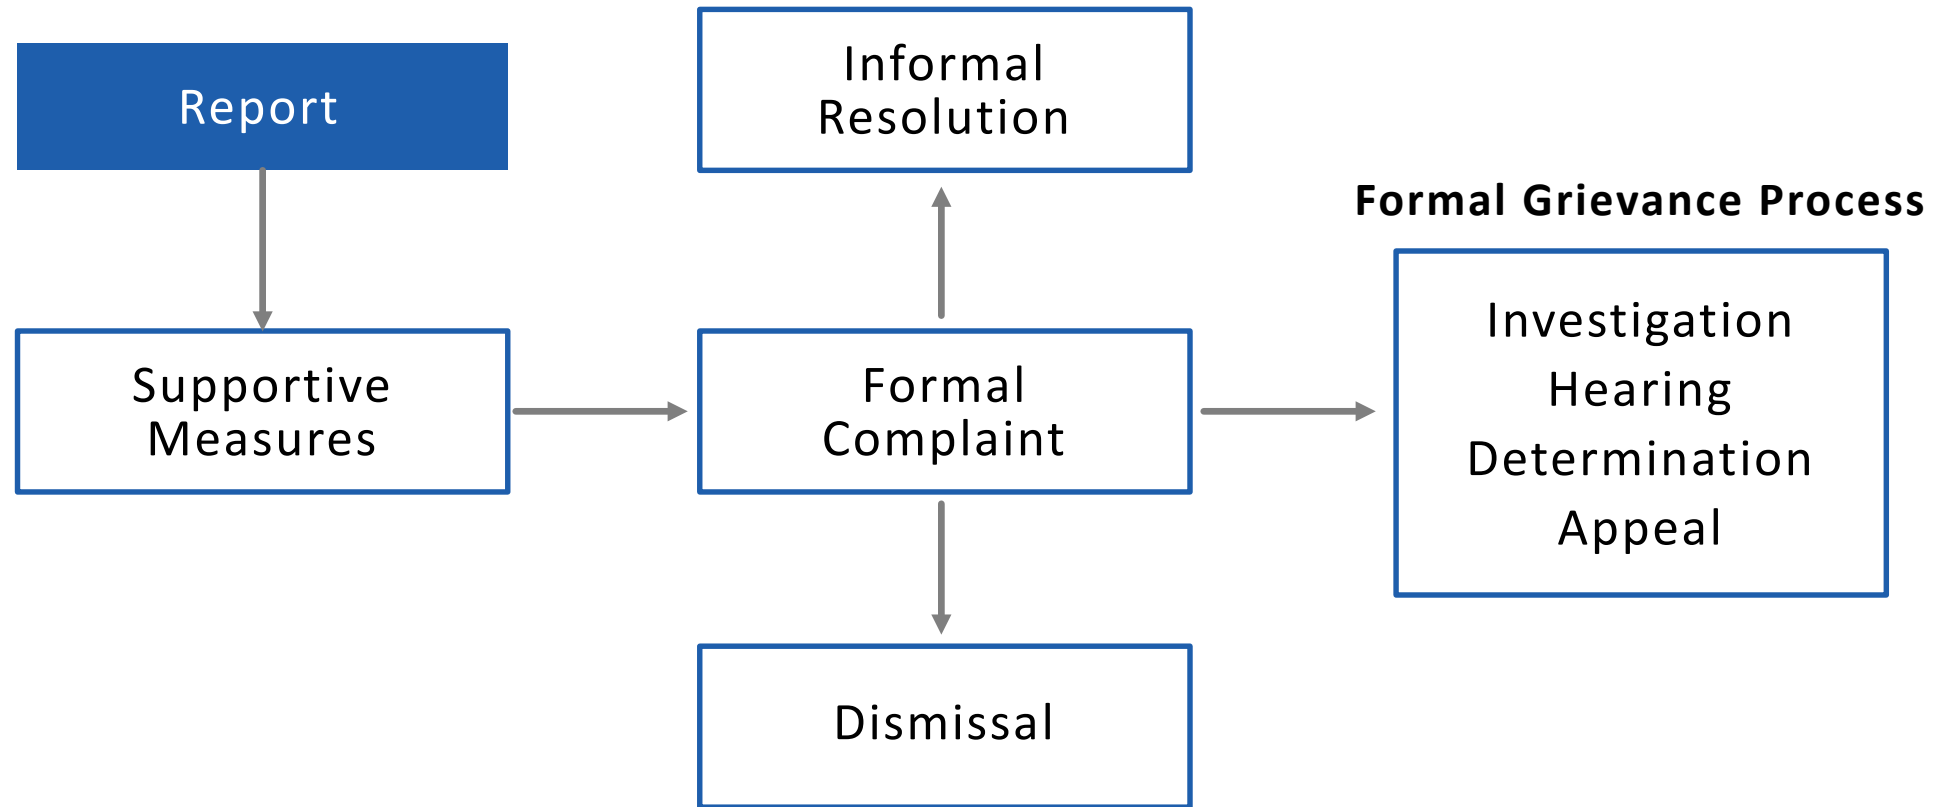 Report
Informal
Resolution
Formal Grievance Process
Supportive
Measures
Formal
Complaint
Investigation
Hearing
Determination
Appeal
Dismissal